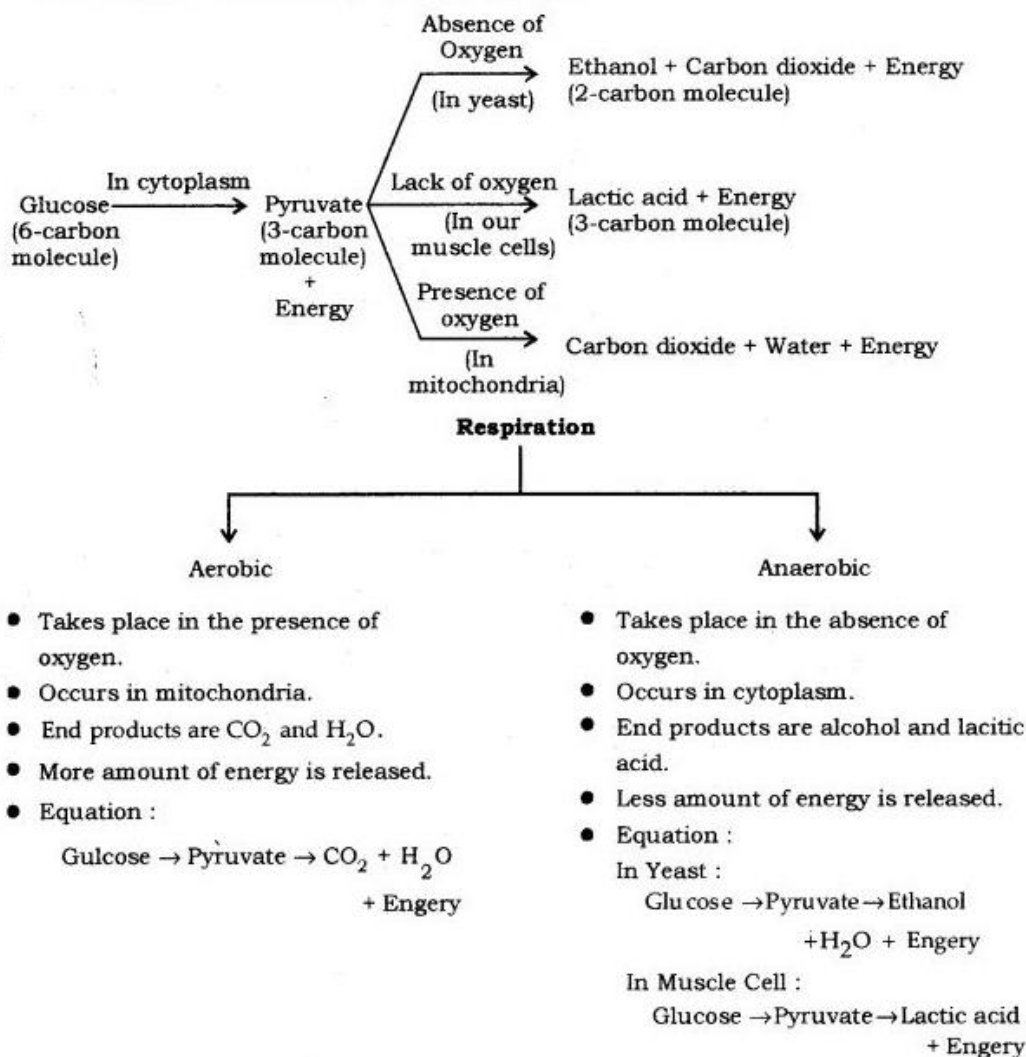 Absence of
Oxygen
(In yeast)
Ethanol + Carbon dioxide + Energy
(2-carbon molecule)
In cytoplasm
Glucose
(6-carbon
molecule)
Pyruvate
(3-carbon
molecule)
+
Energy
Lack of oxygen
(In our
muscle cells)
Lactic acid + Energy
(3-carbon molecule)
Presence of
oxygen
(In
mitochondria)
Carbon dioxide + Water + Energy
Respiration
Aerobic
● Takes place in the presence of
oxygen.
● Occurs in mitochondria.
● End products are CO₂ and H₂O.
● More amount of energy is released.
● Equation :
Gulcose → Pyruvate → CO₂ + H₂O
+ Engery
Anaerobic
● Takes place in the absence of
oxygen.
● Occurs in cytoplasm.
● End products are alcohol and lacitic
acid.
● Less amount of energy is released.
● Equation :
In Yeast :
Glucose →Pyruvate→Ethanol
+H₂O + Engery
In Muscle Cell :
Glucose →Pyruvate→Lactic acid
+ Engery